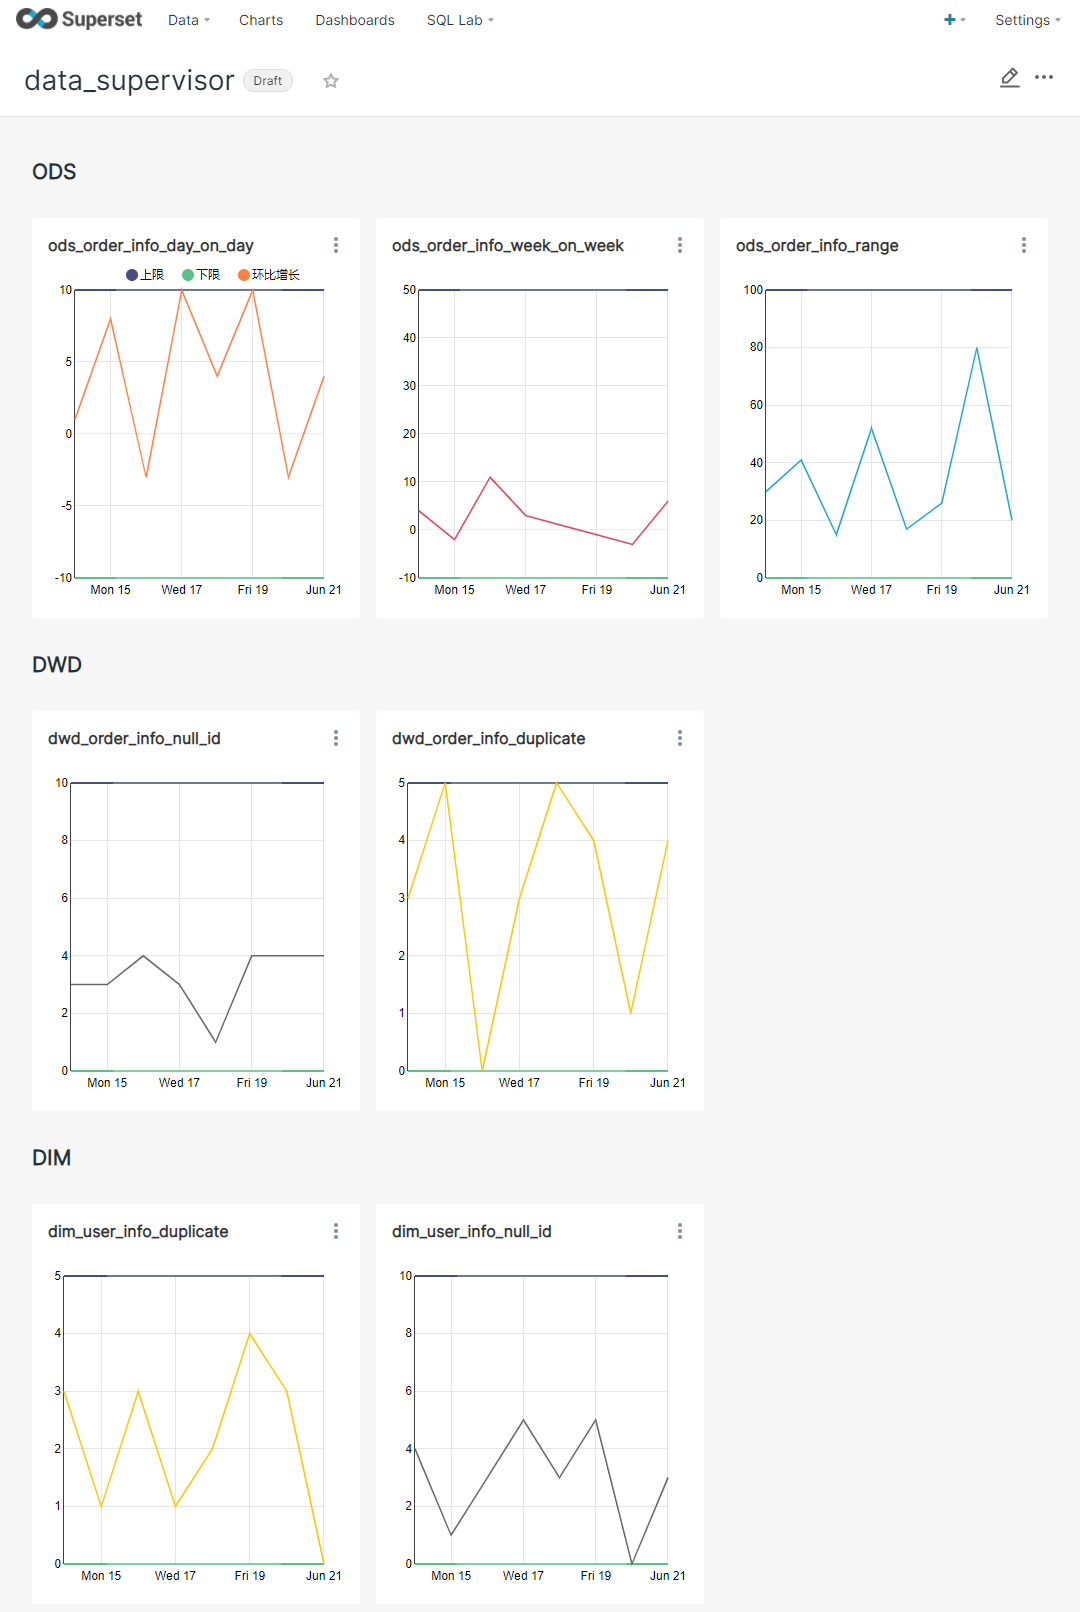 Superset Data Charts Dashboards SQL Lab + Settings
data_supervisor Draft
ODS
ods_order_info_day_on_day
上限 下限 环比增长
10
5
0
-5
-10
Mon 15 Wed 17 Fri 19 Jun 21
ods_order_info_week_on_week
50
40
30
20
10
0
-10
Mon 15 Wed 17 Fri 19 Jun 21
ods_order_info_range
100
80
60
40
20
0
Mon 15 Wed 17 Fri 19 Jun 21
DWD
dwd_order_info_null_id
10
8
6
4
2
0
Mon 15 Wed 17 Fri 19 Jun 21
dwd_order_info_duplicate
5
4
3
2
1
0
Mon 15 Wed 17 Fri 19 Jun 21
DIM
dim_user_info_duplicate
5
4
3
2
1
0
Mon 15 Wed 17 Fri 19 Jun 21
dim_user_info_null_id
10
8
6
4
2
0
Mon 15 Wed 17 Fri 19 Jun 21